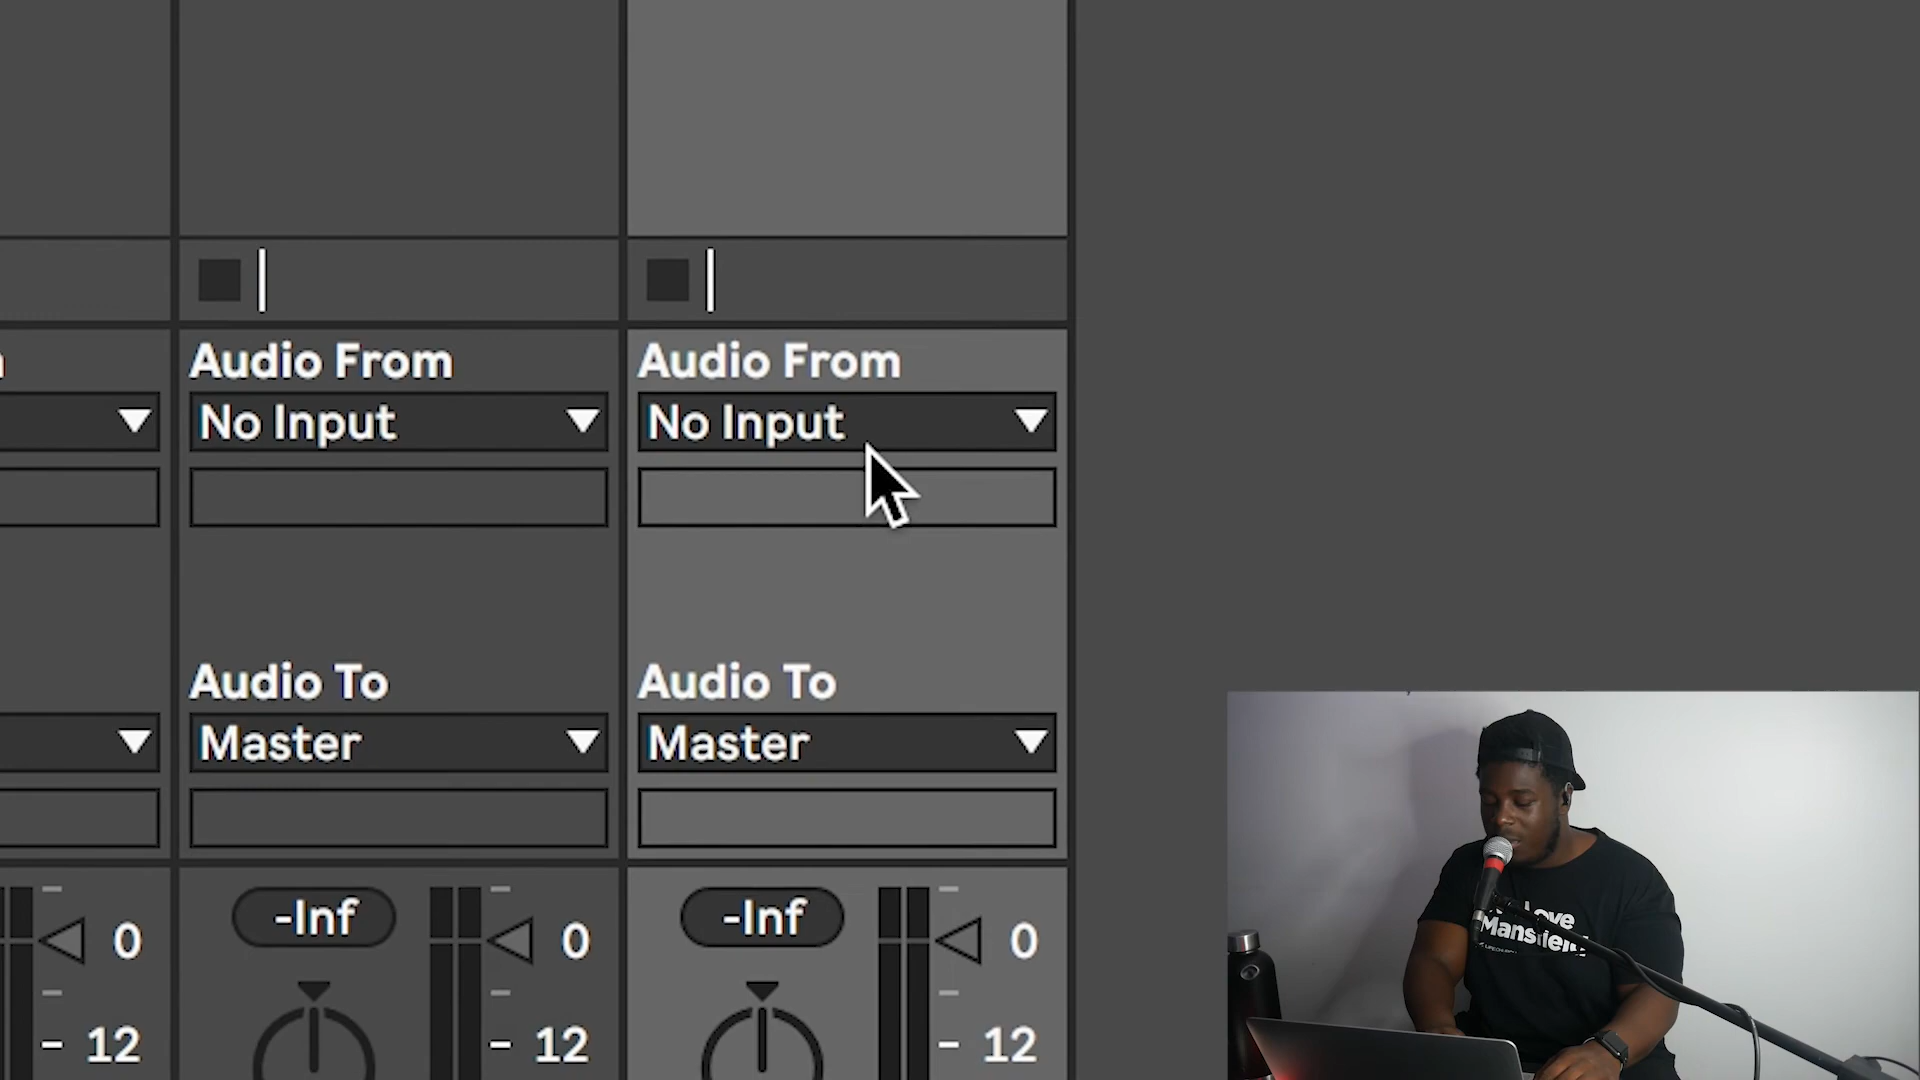 Audio From
No Input
Audio To
Master
-Inf
0
- 12
Audio From
No Input
Audio To
Master
-Inf
0
- 12
0
- 12
Love
Mansfield